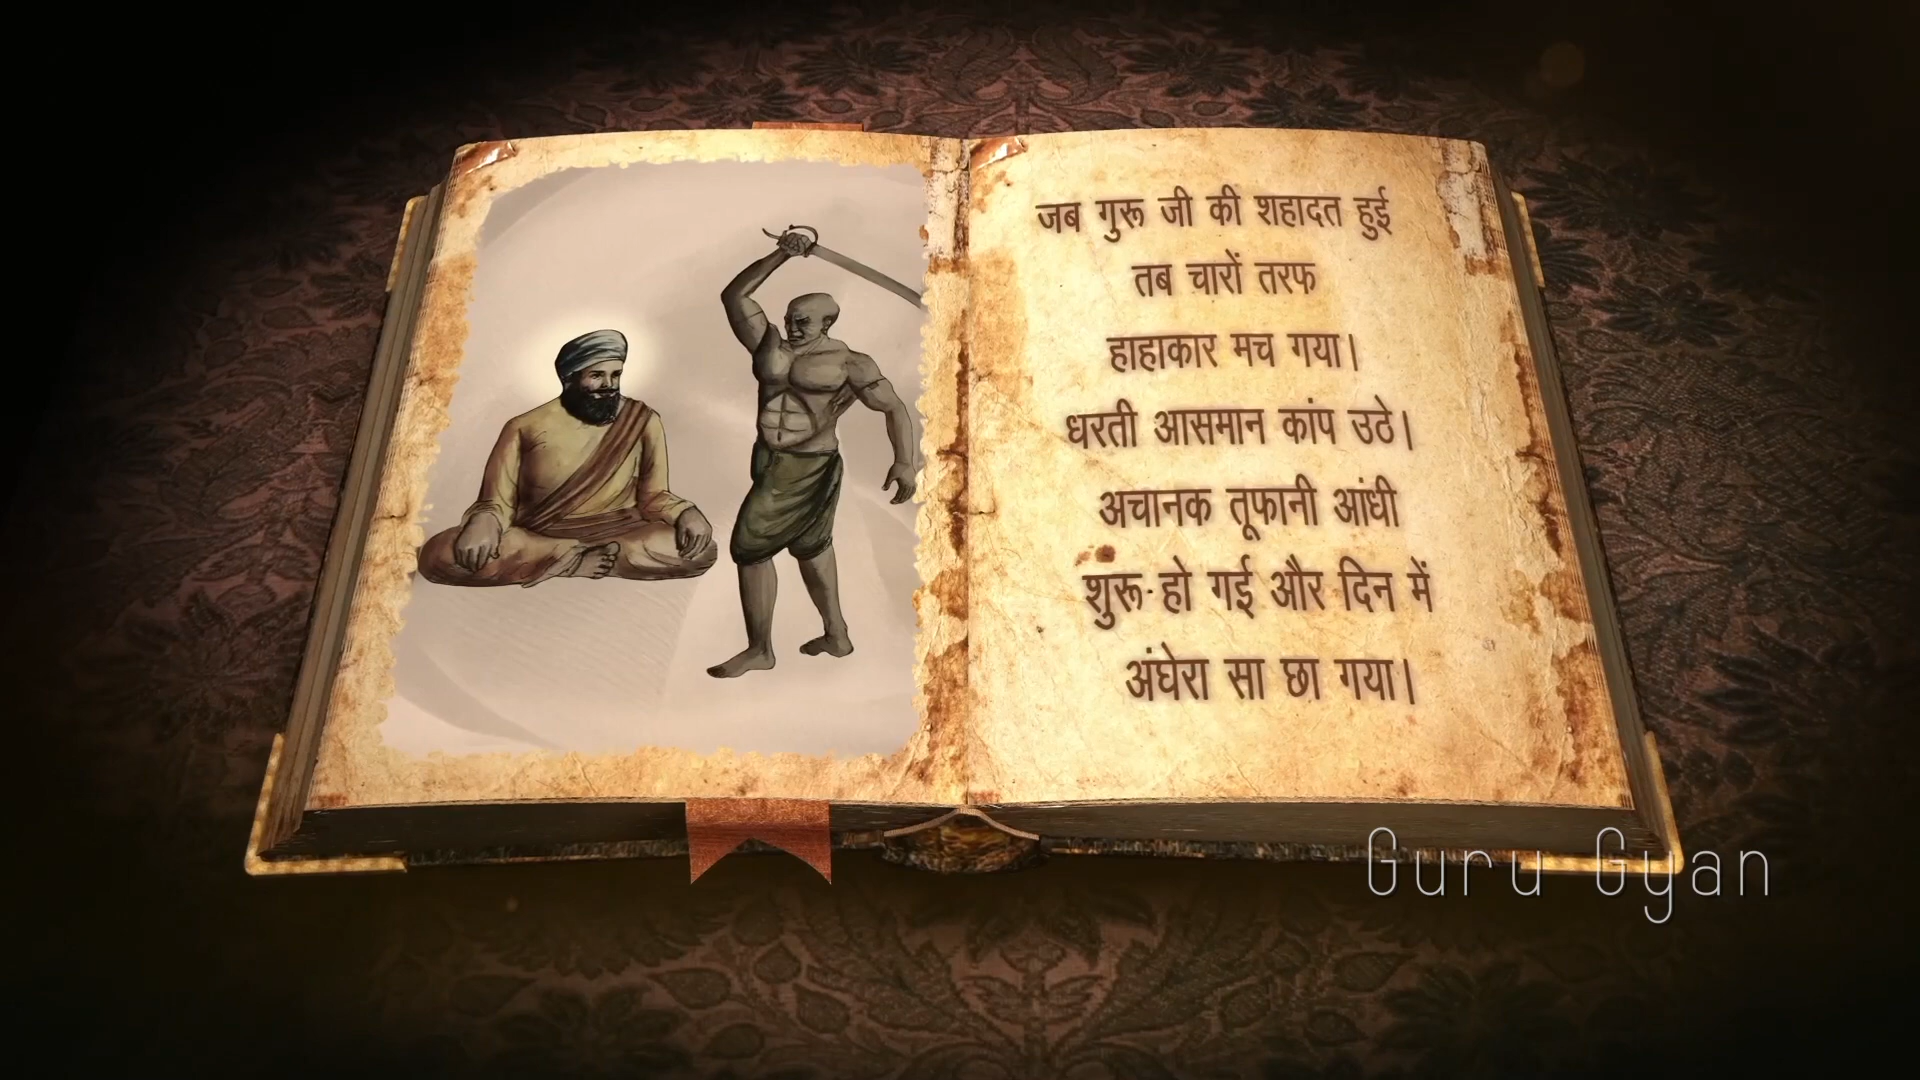 जब गुरू जी की शहादत हुई
तब चारों तरफ
हाहाकार मच गया।
धरती आसमान कांप उठे।
अचानक तूफानी आंधी
शुरू हो गई और दिन में
अंघेरा सा छा गया।
Guru Gyan